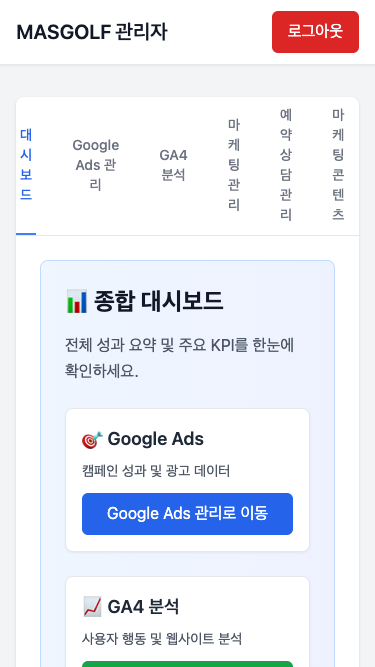 MASGOLF 관리자
로그아웃
대시보드
Google Ads 관리
GA4 분석
마케팅관리
예약상담관리
마케팅콘텐츠
📊 종합 대시보드
전체 성과 요약 및 주요 KPI를 한눈에
확인하세요.
🎯 Google Ads
캠페인 성과 및 광고 데이터
Google Ads 관리로 이동
📈 GA4 분석
사용자 행동 및 웹사이트 분석